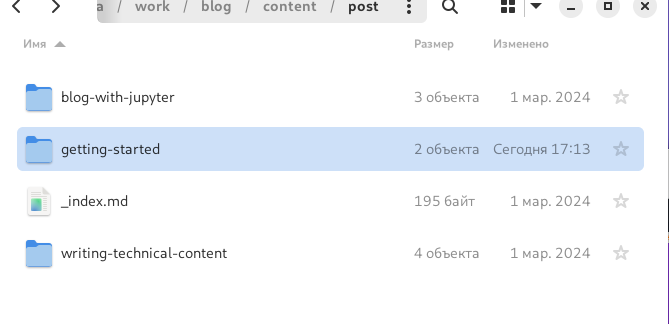 a / work / blog / content / post
Имя Размер Изменено
blog-with-jupyter 3 объекта 1 мар. 2024
getting-started 2 объекта Сегодня 17:13
_index.md 195 байт 1 мар. 2024
writing-technical-content 4 объекта 1 мар. 2024